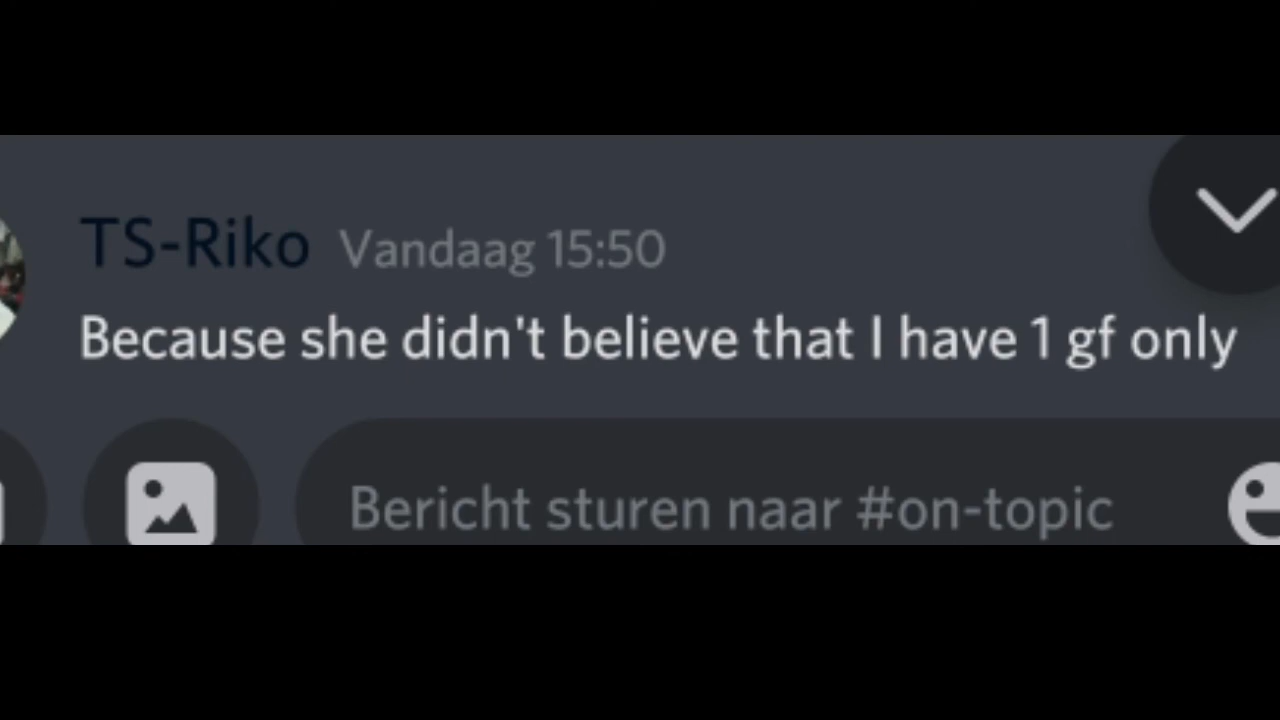 TS-Riko Vandaag 15:50
Because she didn't believe that I have 1 gf only
Bericht sturen naar #on-topic